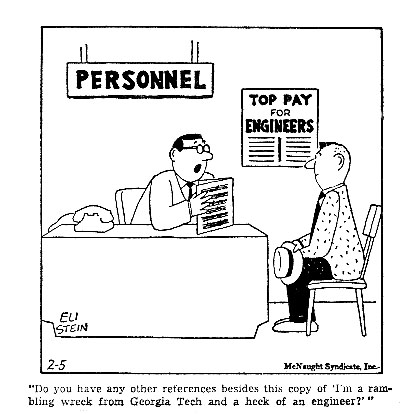 PERSONNEL
TOP PAY
FOR
ENGINEERS
ELI
STEIN
2-5
McNaught Syndicate, Inc.
"Do you have any other references besides this copy of 'I'm a ram-
bling wreck from Georgia Tech and a heck of an engineer?' "